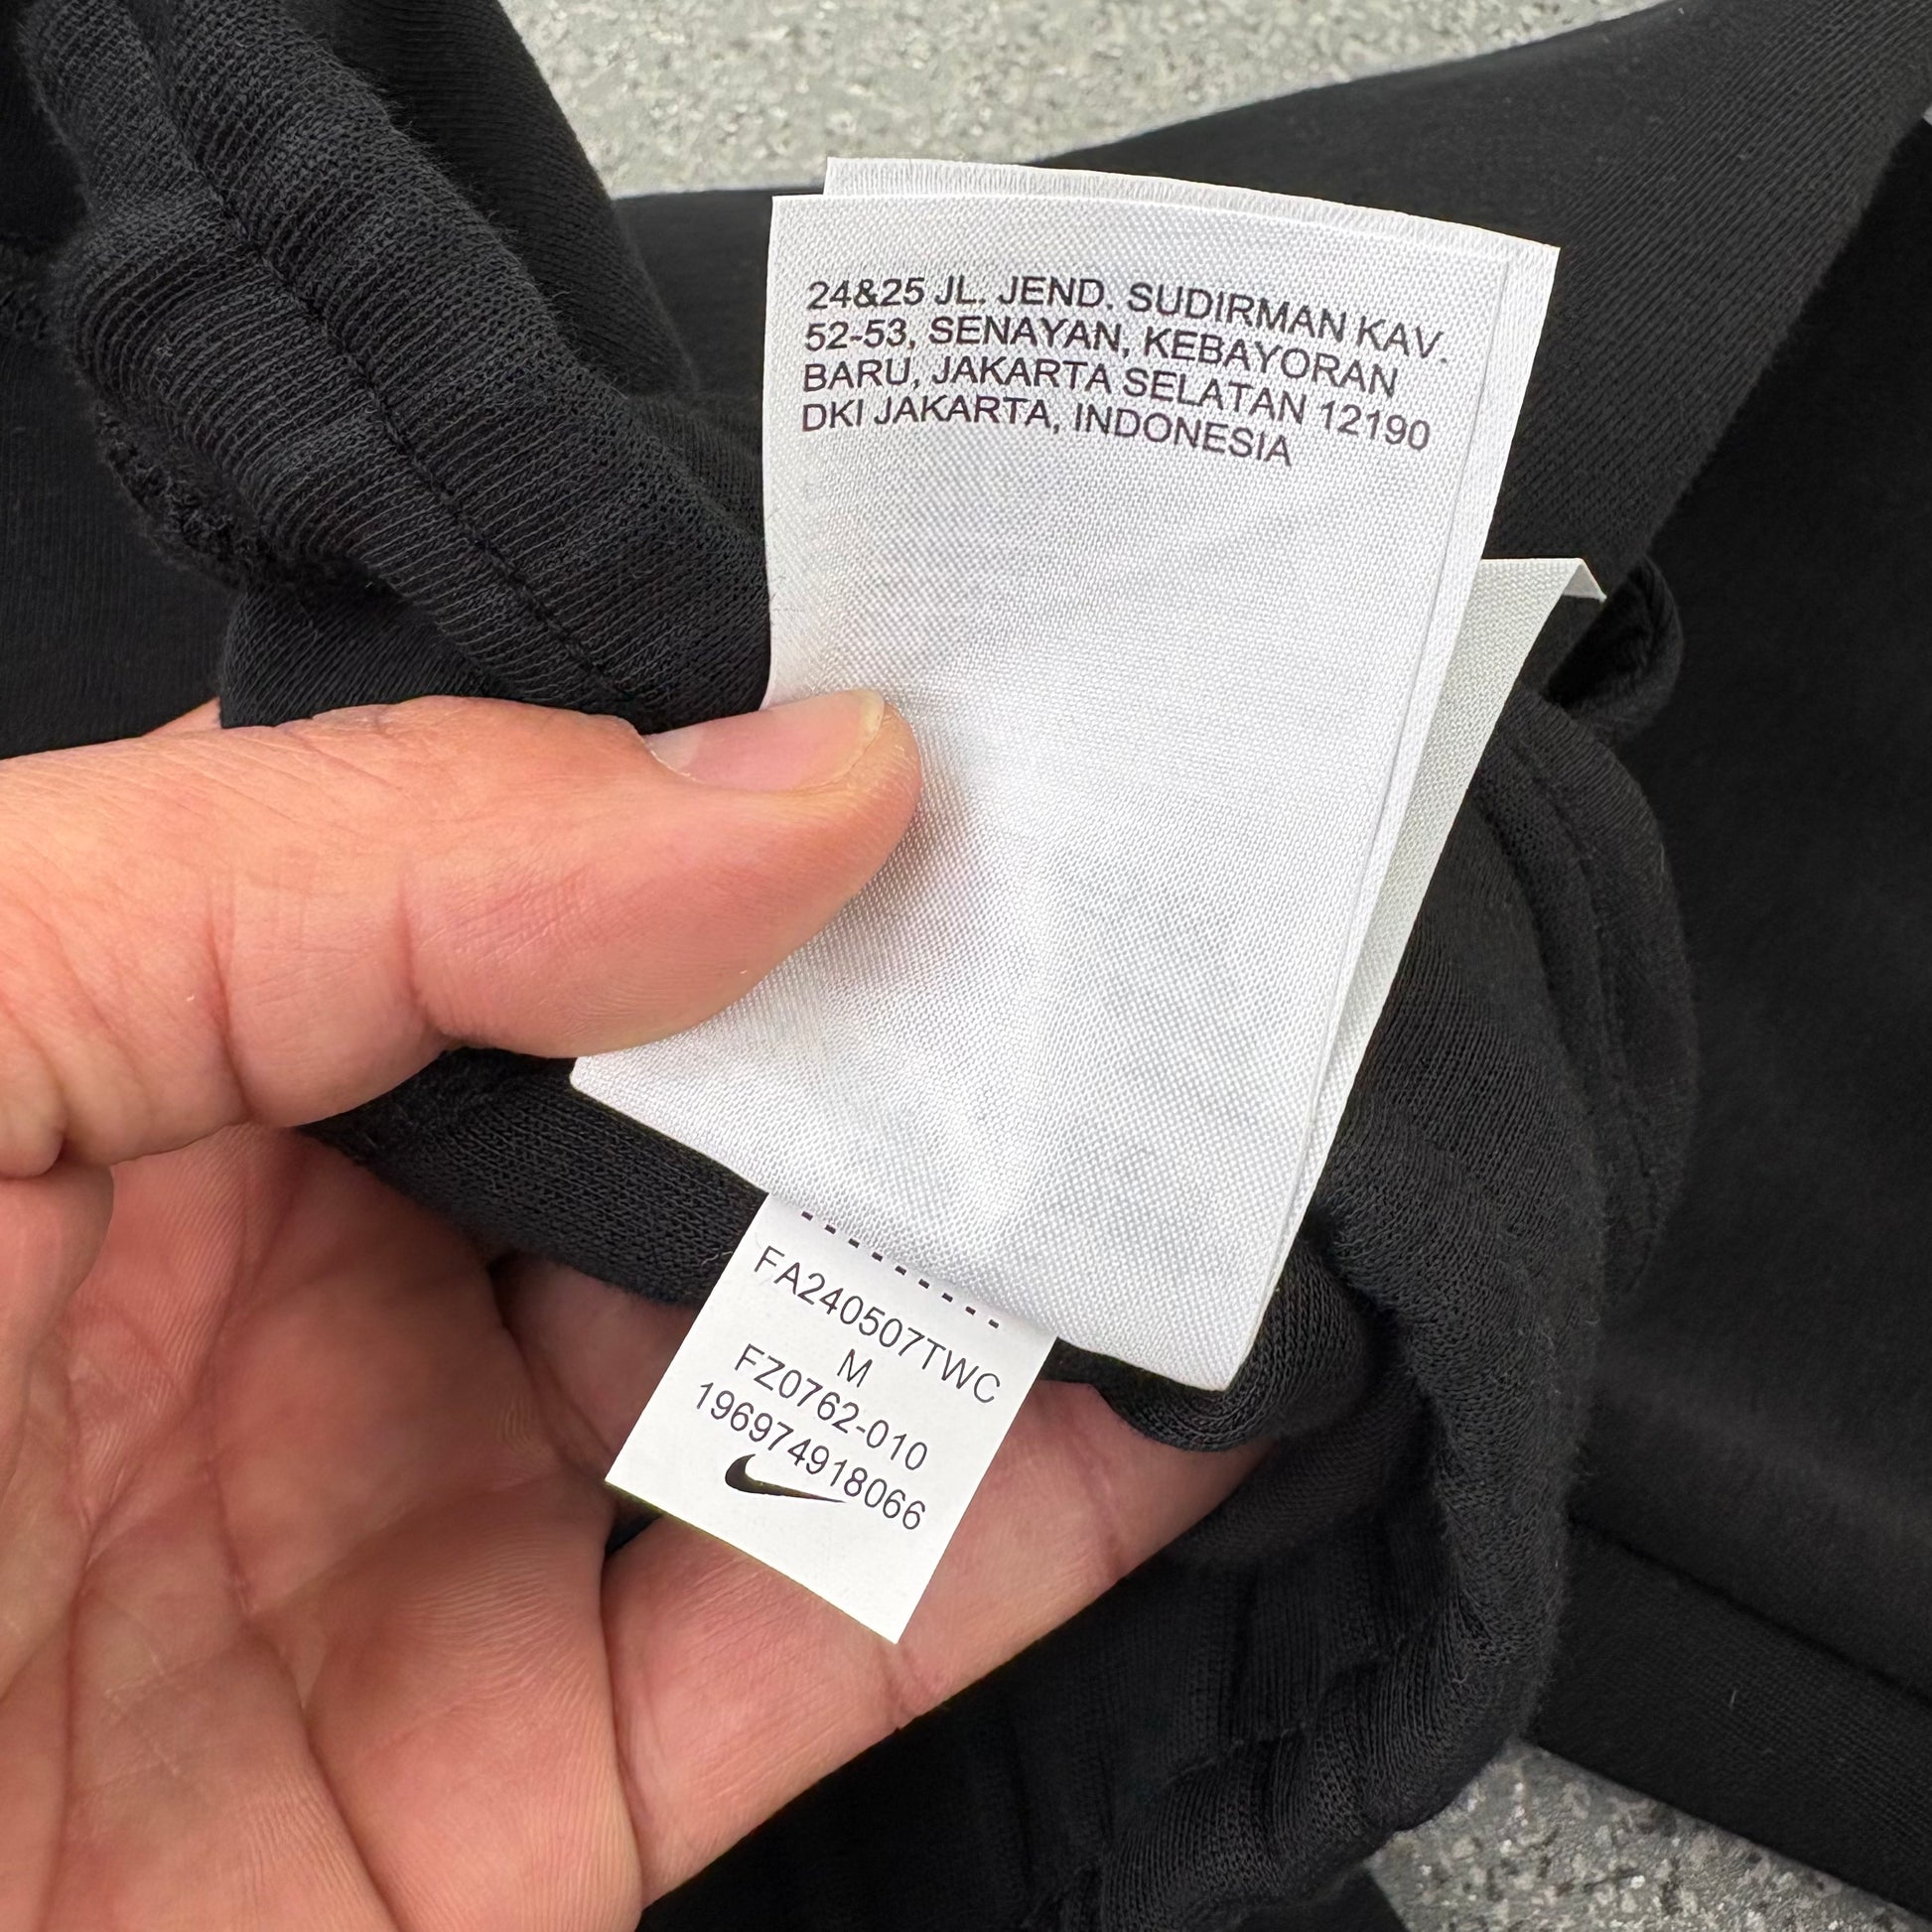 24&25 JL. JEND. SUDIRMAN KAV.
52-53, SENAYAN, KEBAYORAN
BARU, JAKARTA SELATAN 12190
DKI JAKARTA, INDONESIA
FA240507TWC
M
FZ0762-010
196974918066